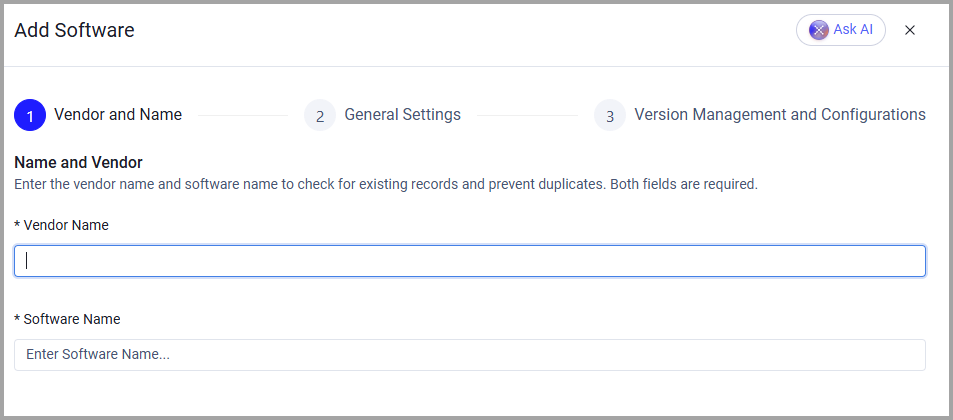 Add Software
Ask AI
1 Vendor and Name
2 General Settings
3 Version Management and Configurations
Name and Vendor
Enter the vendor name and software name to check for existing records and prevent duplicates. Both fields are required.
* Vendor Name
* Software Name
Enter Software Name...